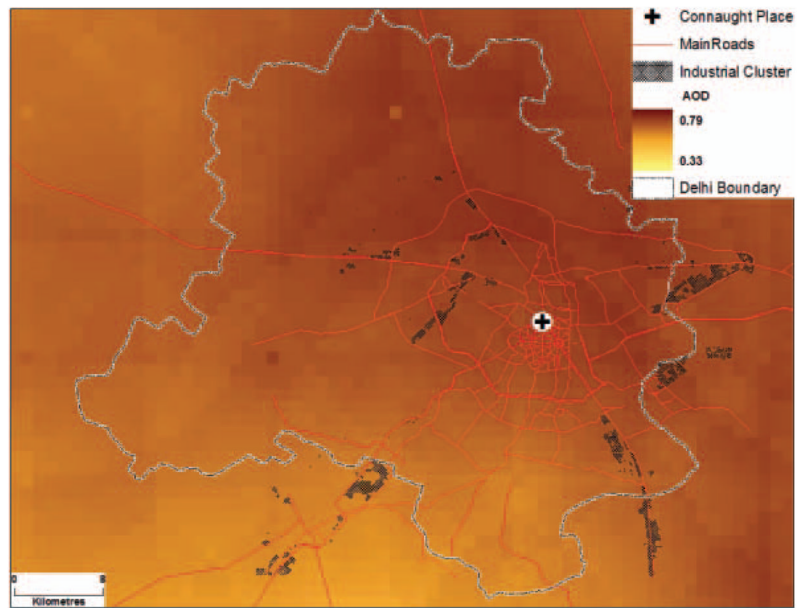 Connaught Place
MainRoads
Industrial Cluster
AOD
0.79
0.33
Delhi Boundary
0 8
Kilometres